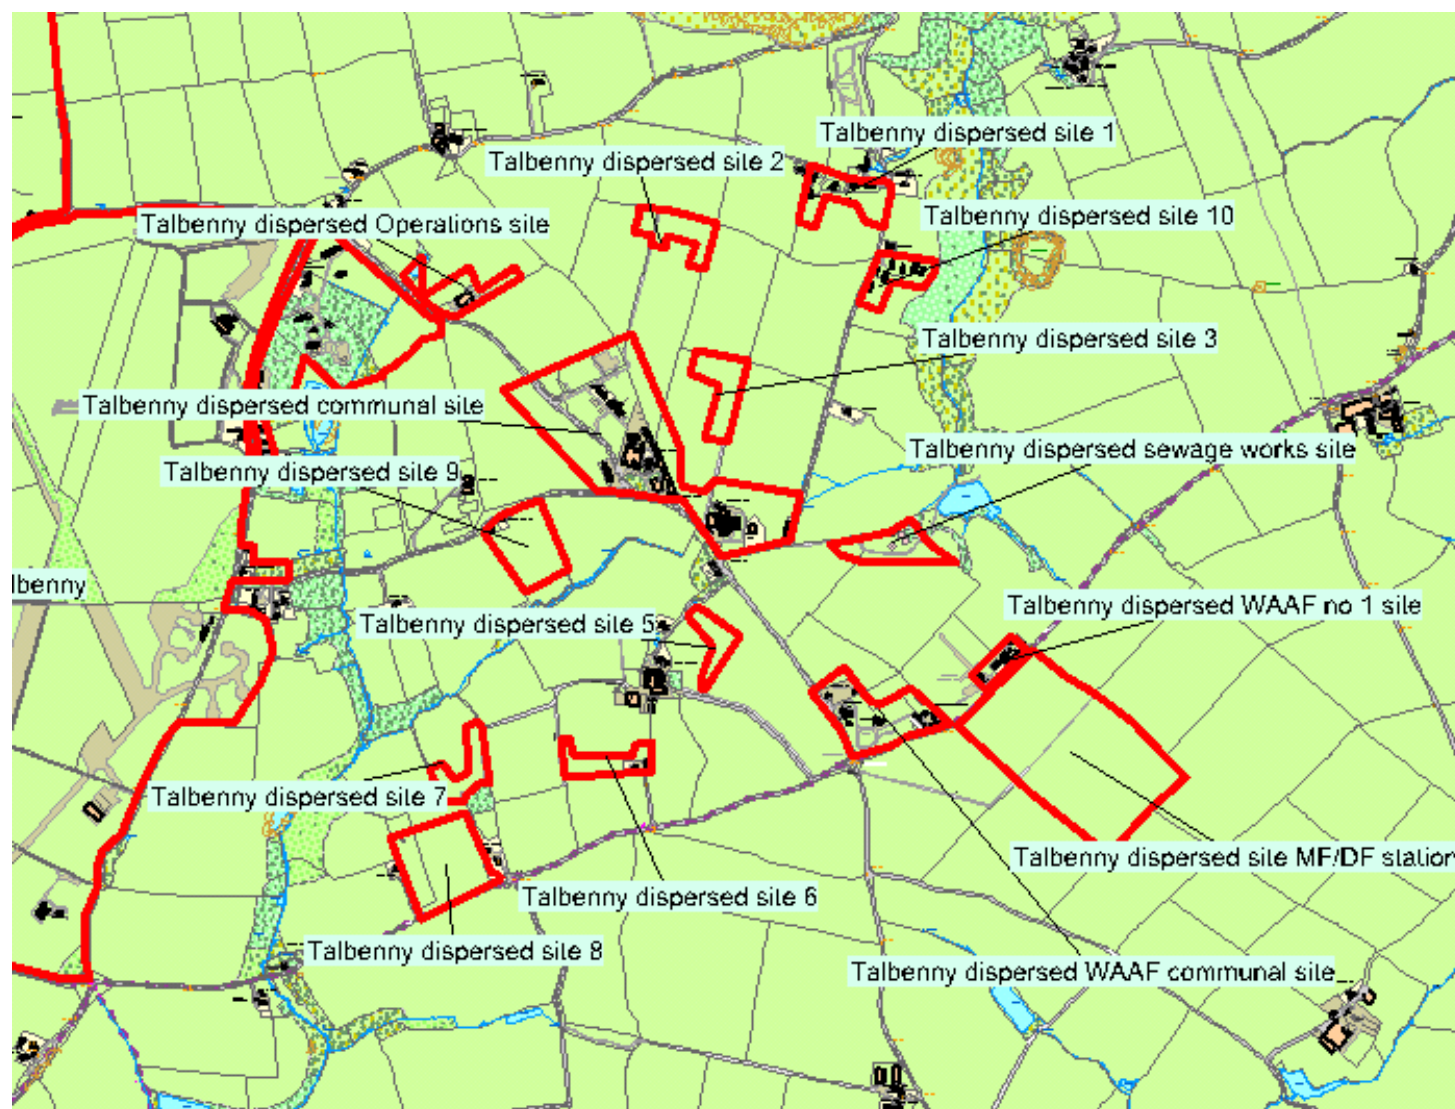 Talbenny dispersed site 1
Talbenny dispersed site 2
Talbenny dispersed site 10
Talbenny dispersed Operations site
Talbenny dispersed site 3
Talbenny dispersed communal site
Talbenny dispersed sewage works site
Talbenny dispersed site 9
lbenny
Talbenny dispersed WAAF no 1 site
Talbenny dispersed site 5
Talbenny dispersed site 7
Talbenny dispersed site MF/DF station
Talbenny dispersed site 6
Talbenny dispersed site 8
Talbenny dispersed WAAF communal site